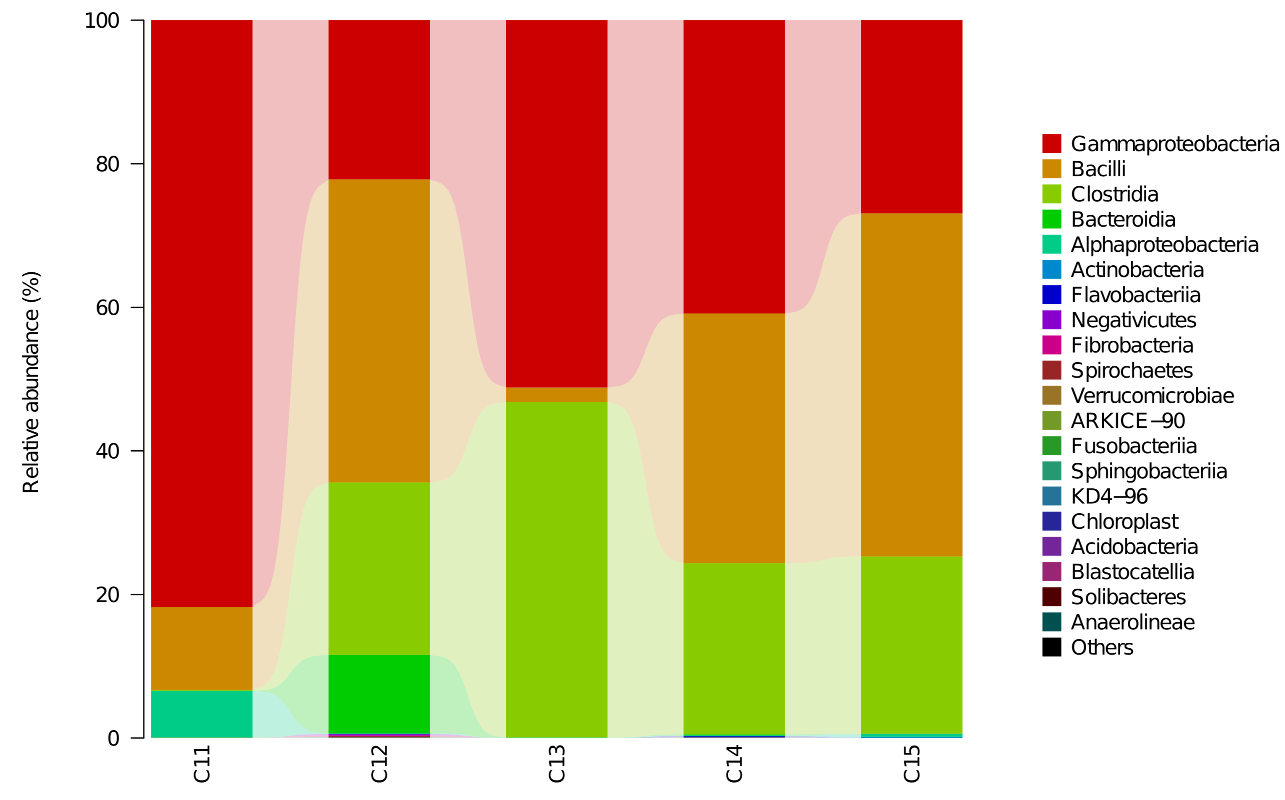 100
80
60
40
20
0
Relative abundance (%)
C11
C12
C13
C14
C15
Gammaproteobacteria
Bacilli
Clostridia
Bacteroidia
Alphaproteobacteria
Actinobacteria
Flavobacteriia
Negativicutes
Fibrobacteria
Spirochaetes
Verrucomicrobiae
ARKICE−90
Fusobacteriia
Sphingobacteriia
KD4−96
Chloroplast
Acidobacteria
Blastocatellia
Solibacteres
Anaerolineae
Others